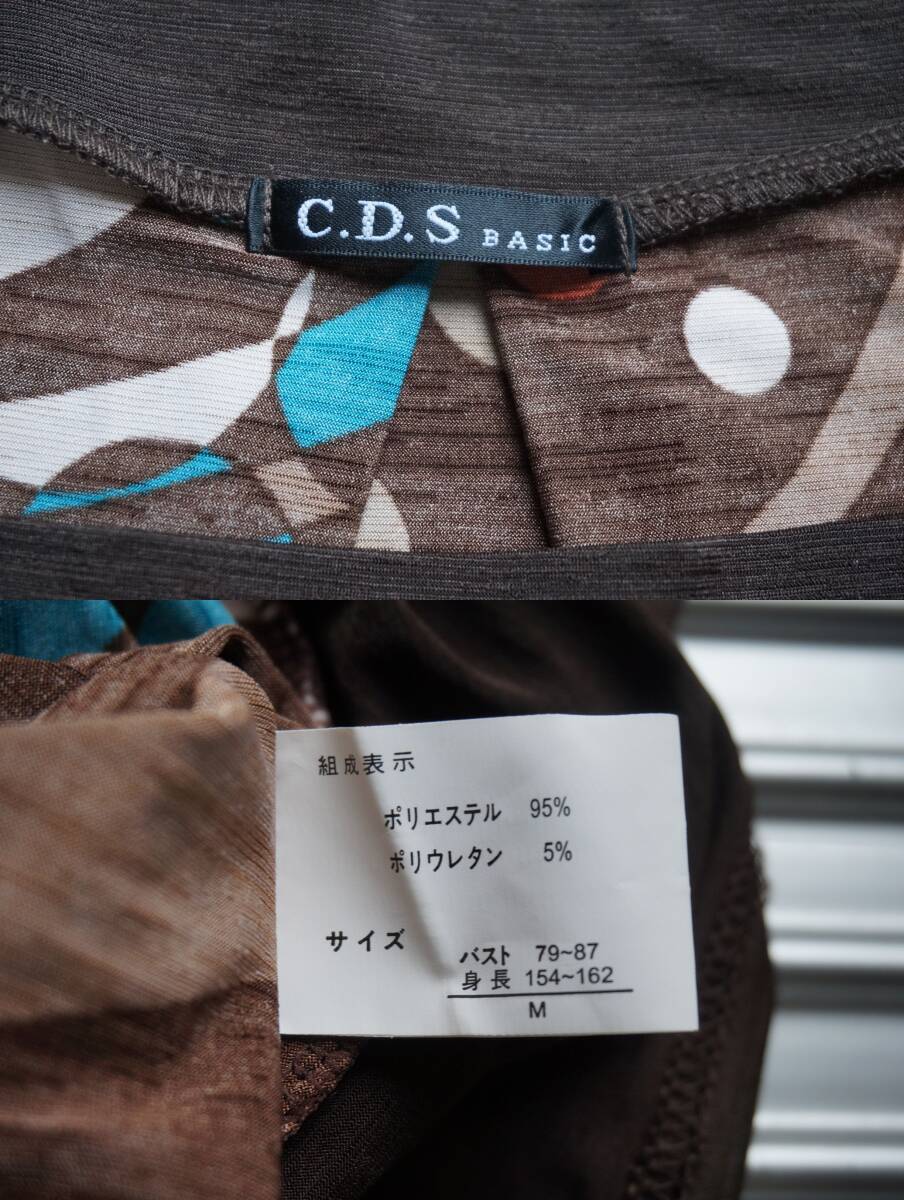 C.D.S BASIC
組成表示
ポリエステル 95%
ポリウレタン 5%
サイズ
バスト 79~87
身長 154~162
M